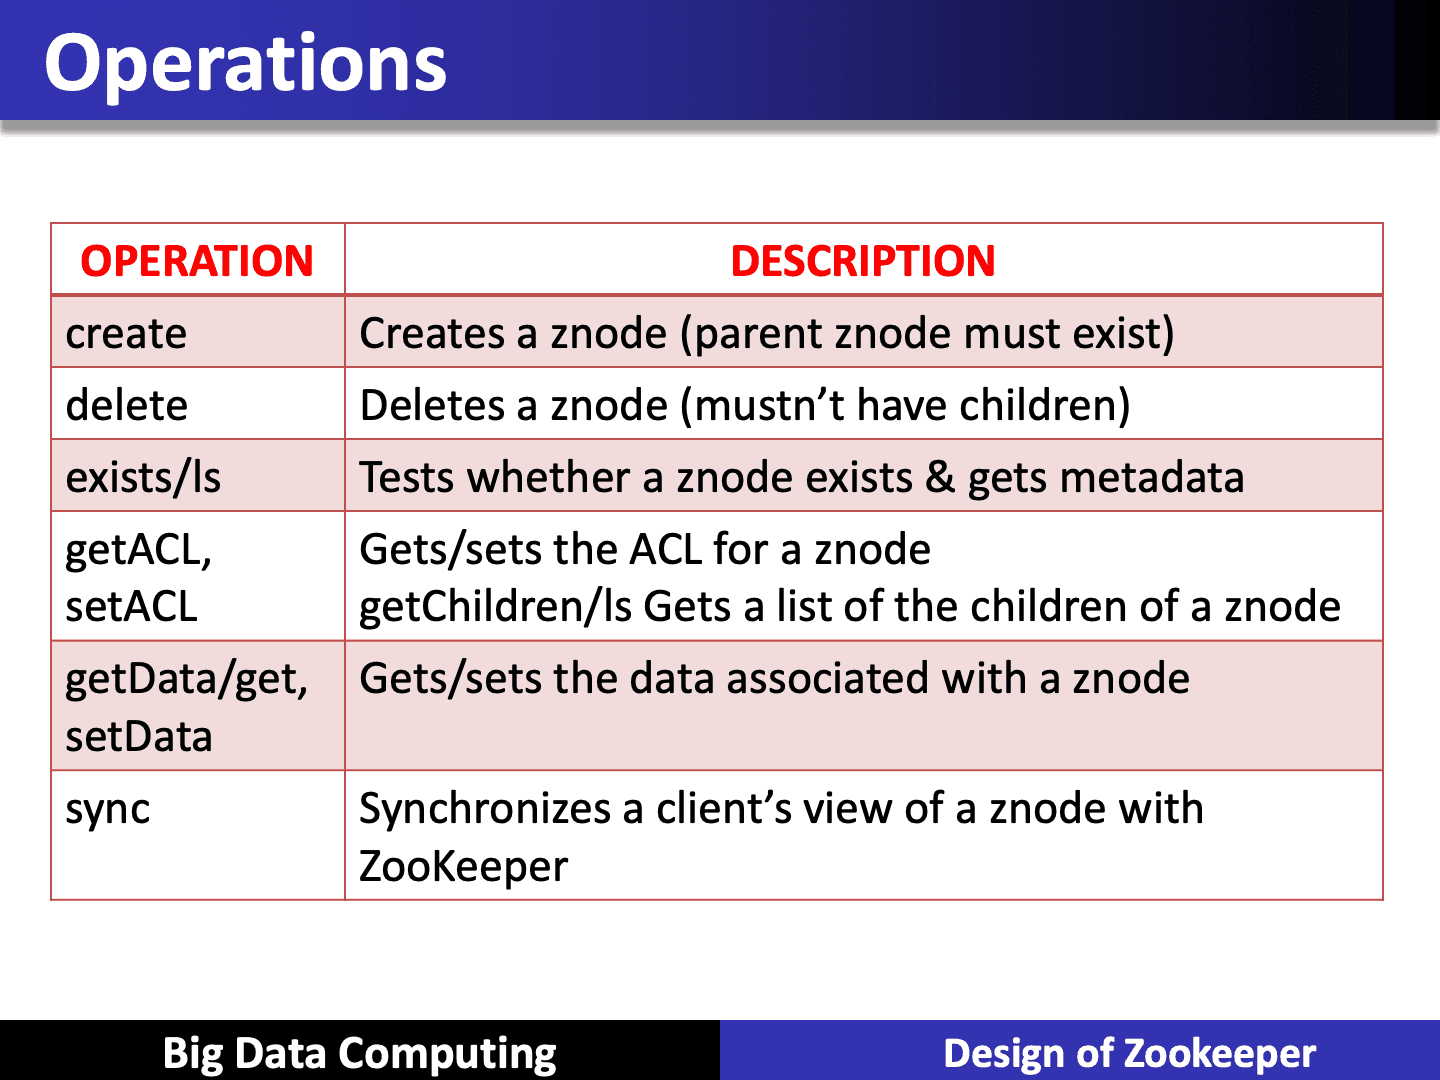 Operations
OPERATION DESCRIPTION
create Creates a znode (parent znode must exist)
delete Deletes a znode (mustn’t have children)
exists/ls Tests whether a znode exists & gets metadata
getACL, Gets/sets the ACL for a znode
setACL getChildren/ls Gets a list of the children of a znode
getData/get, Gets/sets the data associated with a znode
setData
sync Synchronizes a client’s view of a znode with
ZooKeeper
Big Data Computing Design of Zookeeper